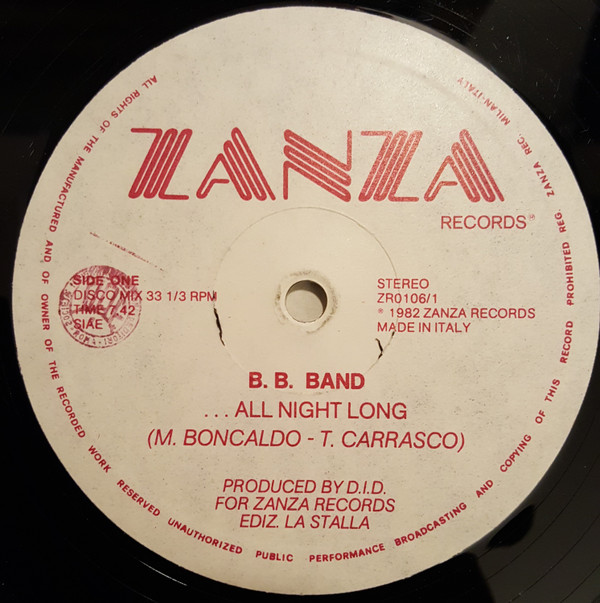 ZANZA
RECORDS®
SIDE ONE
DISCO MIX 33 1/3 RPM
TIME 7,42
SIAE
STEREO
ZR0106/1
℗ 1982 ZANZA RECORDS
MADE IN ITALY
B. B. BAND
...ALL NIGHT LONG
(M. BONCALDO - T. CARRASCO)
PRODUCED BY D.I.D.
FOR ZANZA RECORDS
EDIZ. LA STALLA
ALL RIGHTS OF THE MANUFACTURED AND OF OWNER OF THE RECORDED WORK RESERVED UNAUTHORIZED PUBLIC PERFORMANCE BROADCASTING AND COPYING OF THIS RECORD PROHIBITED REG. ZANZA REC. MILAN-ITALY